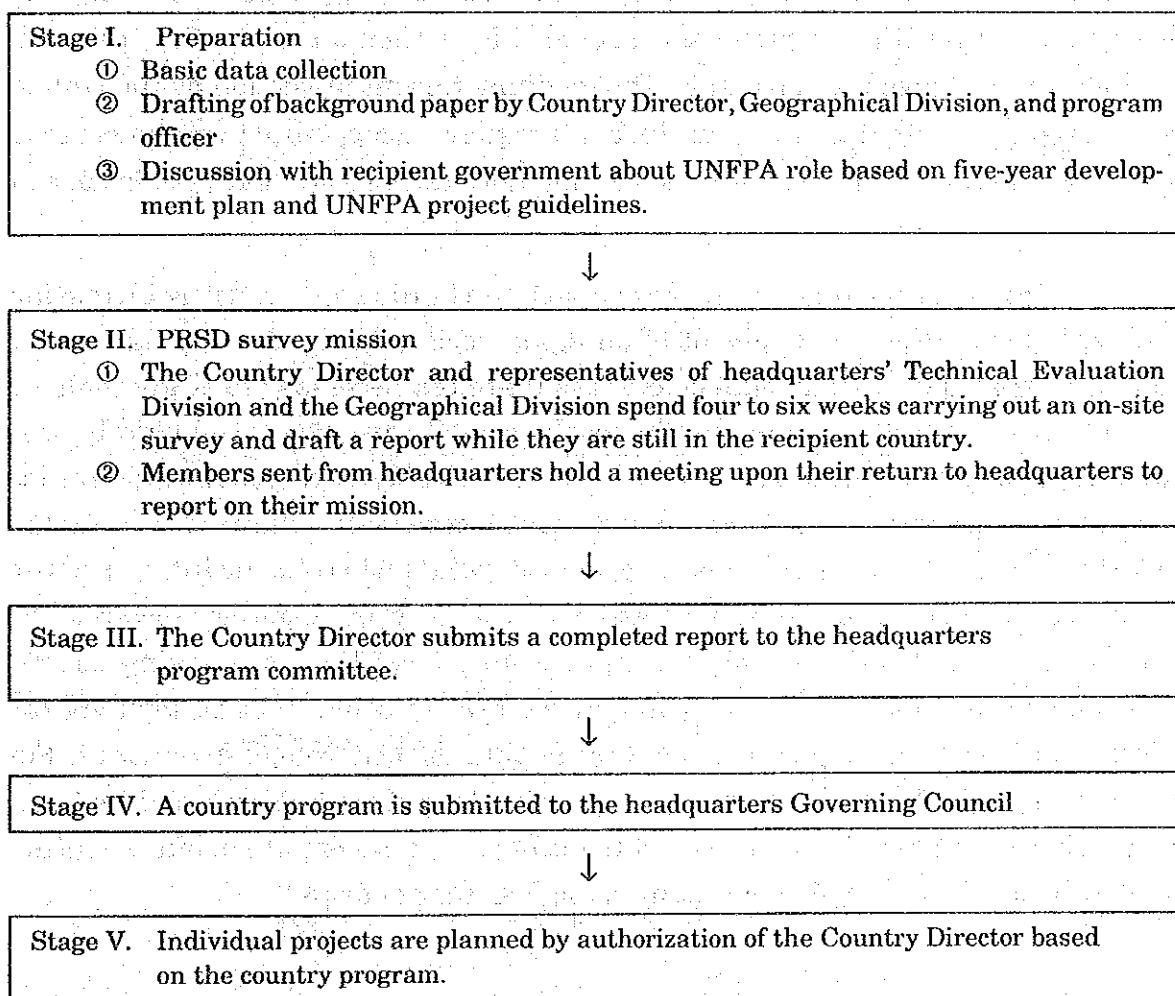 Stage I. Preparation
① Basic data collection
② Drafting of background paper by Country Director, Geographical Division, and program
officer
③ Discussion with recipient government about UNFPA role based on five-year develop-
ment plan and UNFPA project guidelines.
↓
Stage II. PRSD survey mission
① The Country Director and representatives of headquarters' Technical Evaluation
Division and the Geographical Division spend four to six weeks carrying out an on-site
survey and draft a report while they are still in the recipient country.
② Members sent from headquarters hold a meeting upon their return to headquarters to
report on their mission.
↓
Stage III. The Country Director submits a completed report to the headquarters
program committee.
↓
Stage IV. A country program is submitted to the headquarters Governing Council
↓
Stage V. Individual projects are planned by authorization of the Country Director based
on the country program.